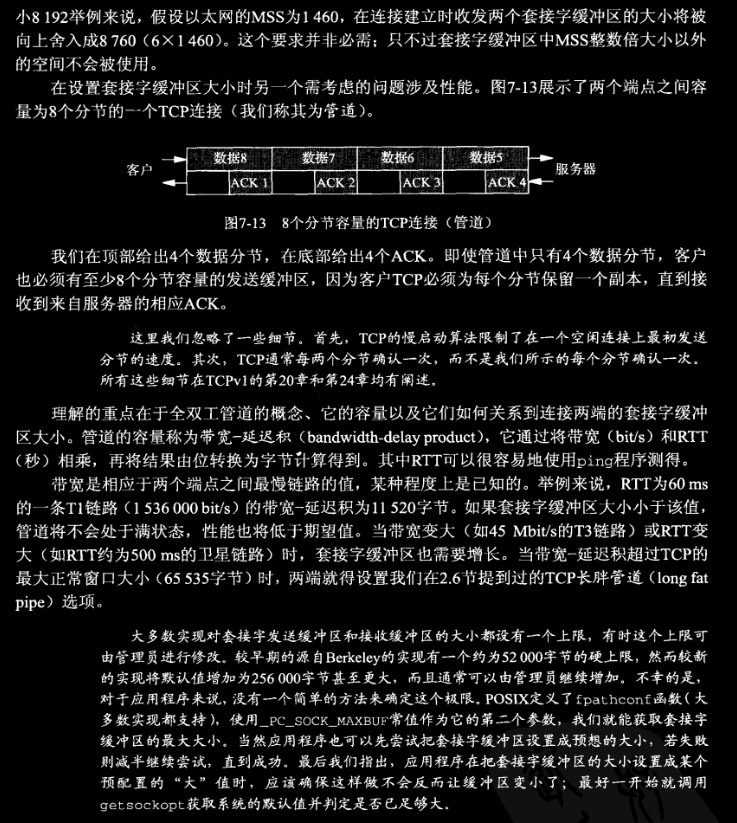 小8 192举例来说，假设以太网的MSS为1 460，在连接建立时收发两个套接字缓冲区的大小将被
向上舍入成8 760（6×1 460）。这个要求并非必需；只不过套接字缓冲区中MSS整数倍大小以外
的空间不会被使用。
在设置套接字缓冲区大小时另一个需考虑的问题涉及性能。图7-13展示了两个端点之间容
量为8个分节的一个TCP连接（我们称其为管道）。
客户 数据8 数据7 数据6 数据5 服务器
ACK 1 ACK 2 ACK 3 ACK 4
图7-13 8个分节容量的TCP连接（管道）
我们在顶部给出4个数据分节，在底部给出4个ACK。即使管道中只有4个数据分节，客户
也必须有至少8个分节容量的发送缓冲区，因为客户TCP必须为每个分节保留一个副本，直到接
收到来自服务器的相应ACK。
这里我们忽略了一些细节。首先，TCP的慢启动算法限制了在一个空闲连接上最初发送
分节的速度。其次，TCP通常每两个分节确认一次，而不是我们所示的每个分节确认一次。
所有这些细节在TCPv1的第20章和第24章均有阐述。
理解的重点在于全双工管道的概念、它的容量以及它们如何关系到连接两端的套接字缓冲
区大小。管道的容量称为带宽-延迟积（bandwidth-delay product），它通过将带宽（bit/s）和RTT
（秒）相乘，再将结果由位转换为字节计算得到。其中RTT可以很容易地使用ping程序测得。
带宽是相应于两个端点之间最慢链路的值，某种程度上是已知的。举例来说，RTT为60 ms
的一条T1链路（1 536 000 bit/s）的带宽-延迟积为11 520字节。如果套接字缓冲区大小小于该值，
管道将不会处于满状态，性能也将低于期望值。当带宽变大（如45 Mbit/s的T3链路）或RTT变
大（如RTT约为500 ms的卫星链路）时，套接字缓冲区也需要增长。当带宽-延迟积超过TCP的
最大正常窗口大小（65 535字节）时，两端就得设置我们在2.6节提到过的TCP长胖管道（long fat
pipe）选项。
大多数实现对套接字发送缓冲区和接收缓冲区的大小都设有一个上限，有时这个上限可
由管理员进行修改。较早期的源自Berkeley的实现有一个约为52 000字节的硬上限，然而较新
的实现将默认值增加为256 000字节甚至更大，而且通常可以由管理员继续增加。不幸的是，
对于应用程序来说，没有一个简单的方法来确定这个极限。POSIX定义了fpathconf函数（大
多数实现都支持），使用_PC_SOCK_MAXBUF常值作为它的第二个参数，我们就能获取套接字
缓冲区的最大大小。当然应用程序也可以先尝试把套接字缓冲区设置成预想的大小，若失败
则减半继续尝试，直到成功。最后我们指出，应用程序在把套接字缓冲区的大小设置成某个
预配置的“大”值时，应该确保这样做不会反而让缓冲区变小了；最好一开始就调用
getsockopt获取系统的默认值并判定是否已足够大。